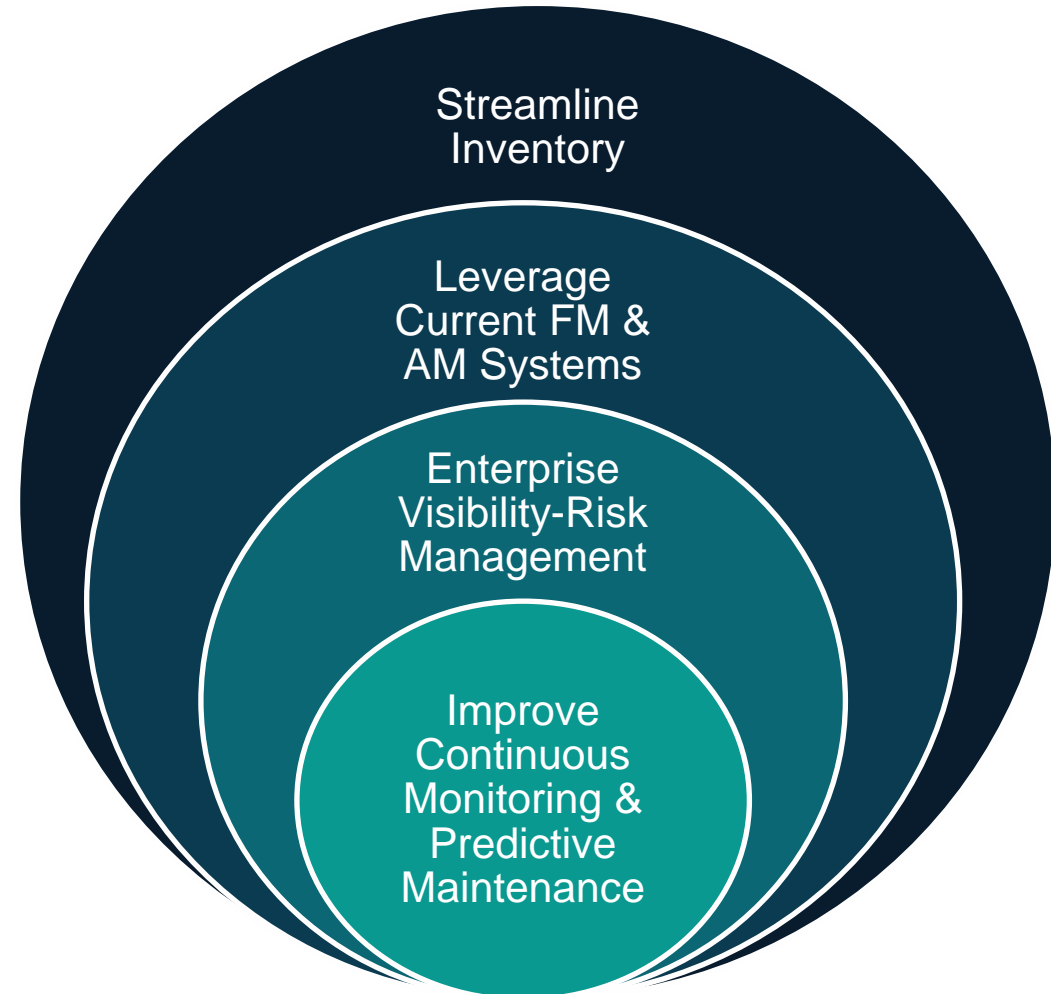 Streamline
Inventory
Leverage
Current FM &
AM Systems
Enterprise
Visibility-Risk
Management
Improve
Continuous
Monitoring &
Predictive
Maintenance